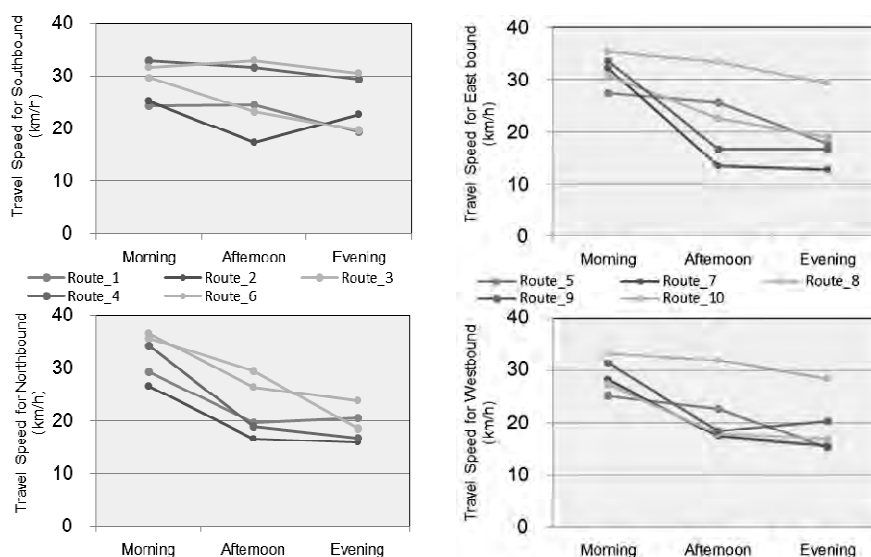 Travel Speed for Southbound
(km/h)
40
30
20
10
0
Morning Afternoon Evening
Route_1 Route_2 Route_3
Route_4 Route_6
Travel Speed for East bound
(km/h)
40
30
20
10
0
Morning Afternoon Evening
Route_5 Route_7 Route_8
Route_9 Route_10
Travel Speed for Northbound
(km/h)
40
30
20
10
0
Morning Afternoon Evening
Travel Speed for Westbound
(km/h)
40
30
20
10
0
Morning Afternoon Evening